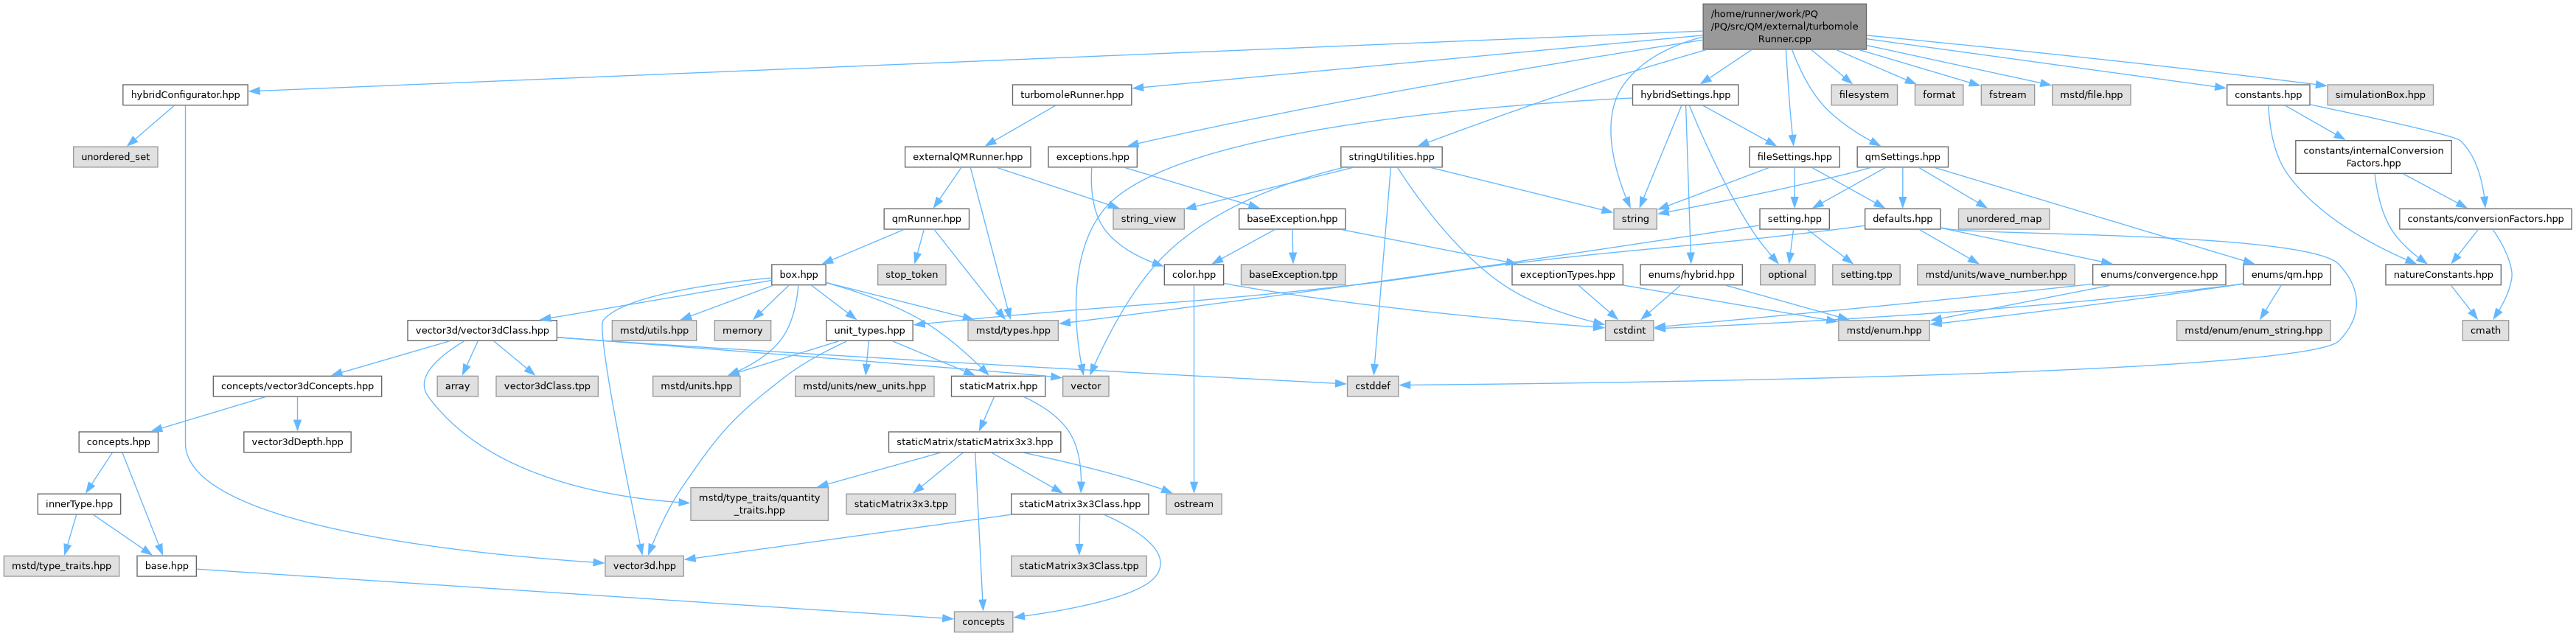 /home/runner/work/PQ
/PQ/src/QM/external/turbomole
Runner.cpp
hybridConfigurator.hpp
turbomoleRunner.hpp
hybridSettings.hpp
filesystem
format
fstream
mstd/file.hpp
constants.hpp
simulationBox.hpp
unordered_set
externalQMRunner.hpp
exceptions.hpp
stringUtilities.hpp
fileSettings.hpp
qmSettings.hpp
constants/internalConversion
Factors.hpp
qmRunner.hpp
string_view
baseException.hpp
string
setting.hpp
defaults.hpp
unordered_map
constants/conversionFactors.hpp
box.hpp
stop_token
color.hpp
baseException.tpp
exceptionTypes.hpp
enums/hybrid.hpp
optional
setting.tpp
mstd/units/wave_number.hpp
enums/convergence.hpp
enums/qm.hpp
natureConstants.hpp
vector3d/vector3dClass.hpp
mstd/utils.hpp
memory
unit_types.hpp
mstd/types.hpp
cstdint
mstd/enum.hpp
mstd/enum/enum_string.hpp
cmath
concepts/vector3dConcepts.hpp
array
vector3dClass.tpp
mstd/units.hpp
mstd/units/new_units.hpp
staticMatrix.hpp
vector
cstddef
concepts.hpp
vector3dDepth.hpp
staticMatrix/staticMatrix3x3.hpp
innerType.hpp
mstd/type_traits/quantity
_traits.hpp
staticMatrix3x3.tpp
staticMatrix3x3Class.hpp
ostream
mstd/type_traits.hpp
base.hpp
vector3d.hpp
staticMatrix3x3Class.tpp
concepts